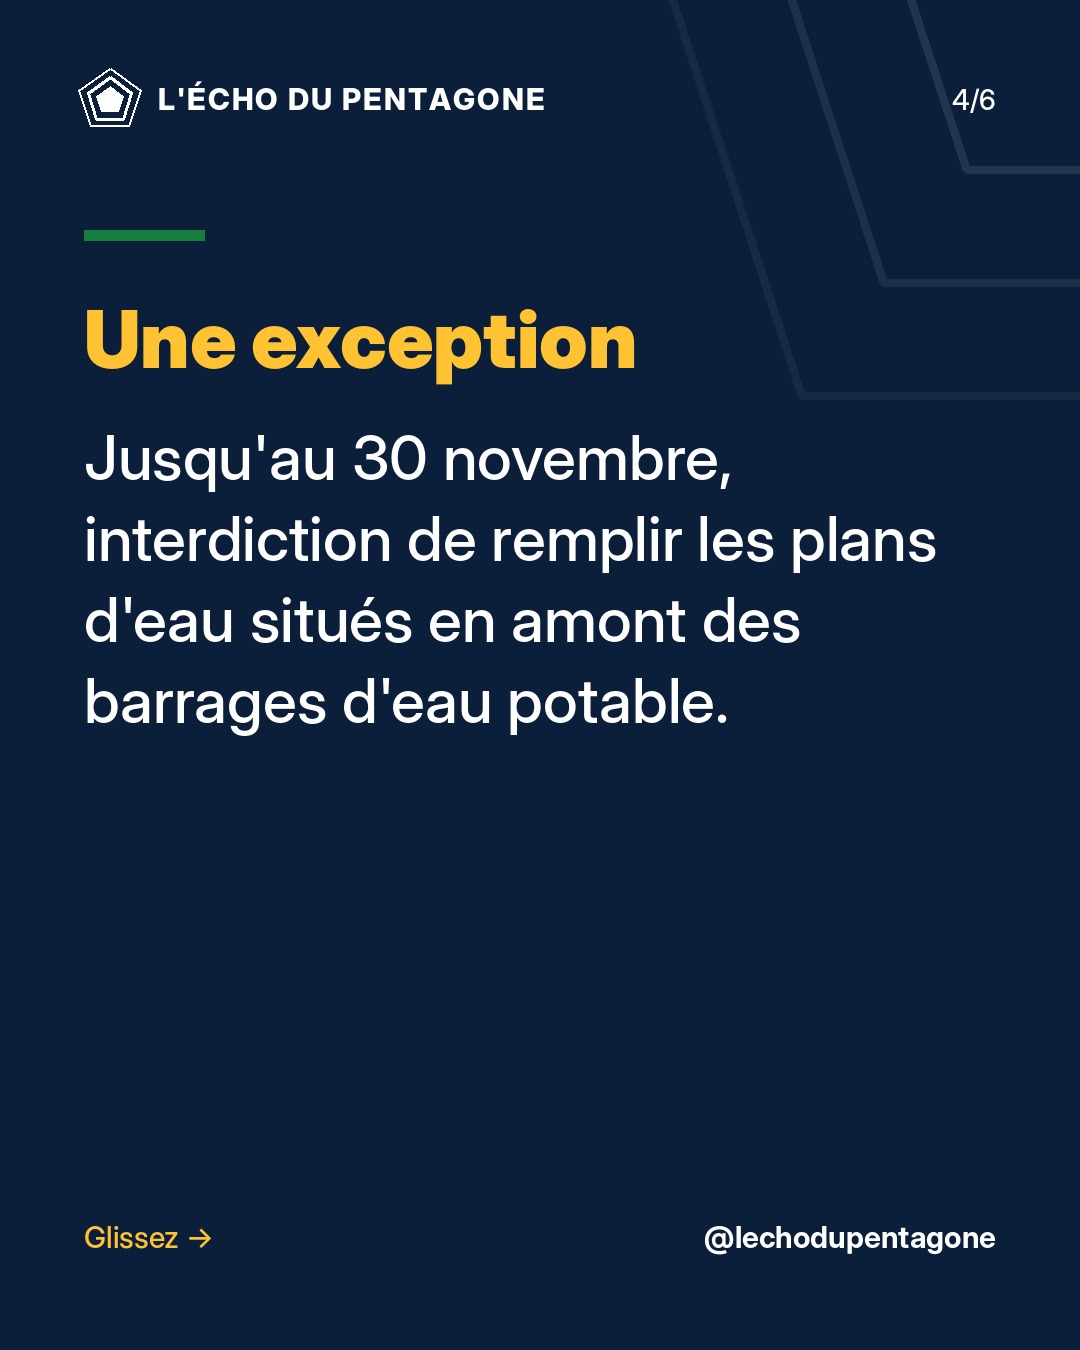 L'ÉCHO DU PENTAGONE
4/6
Une exception
Jusqu'au 30 novembre,
interdiction de remplir les plans
d'eau situés en amont des
barrages d'eau potable.
Glissez →
@lechodupentagone